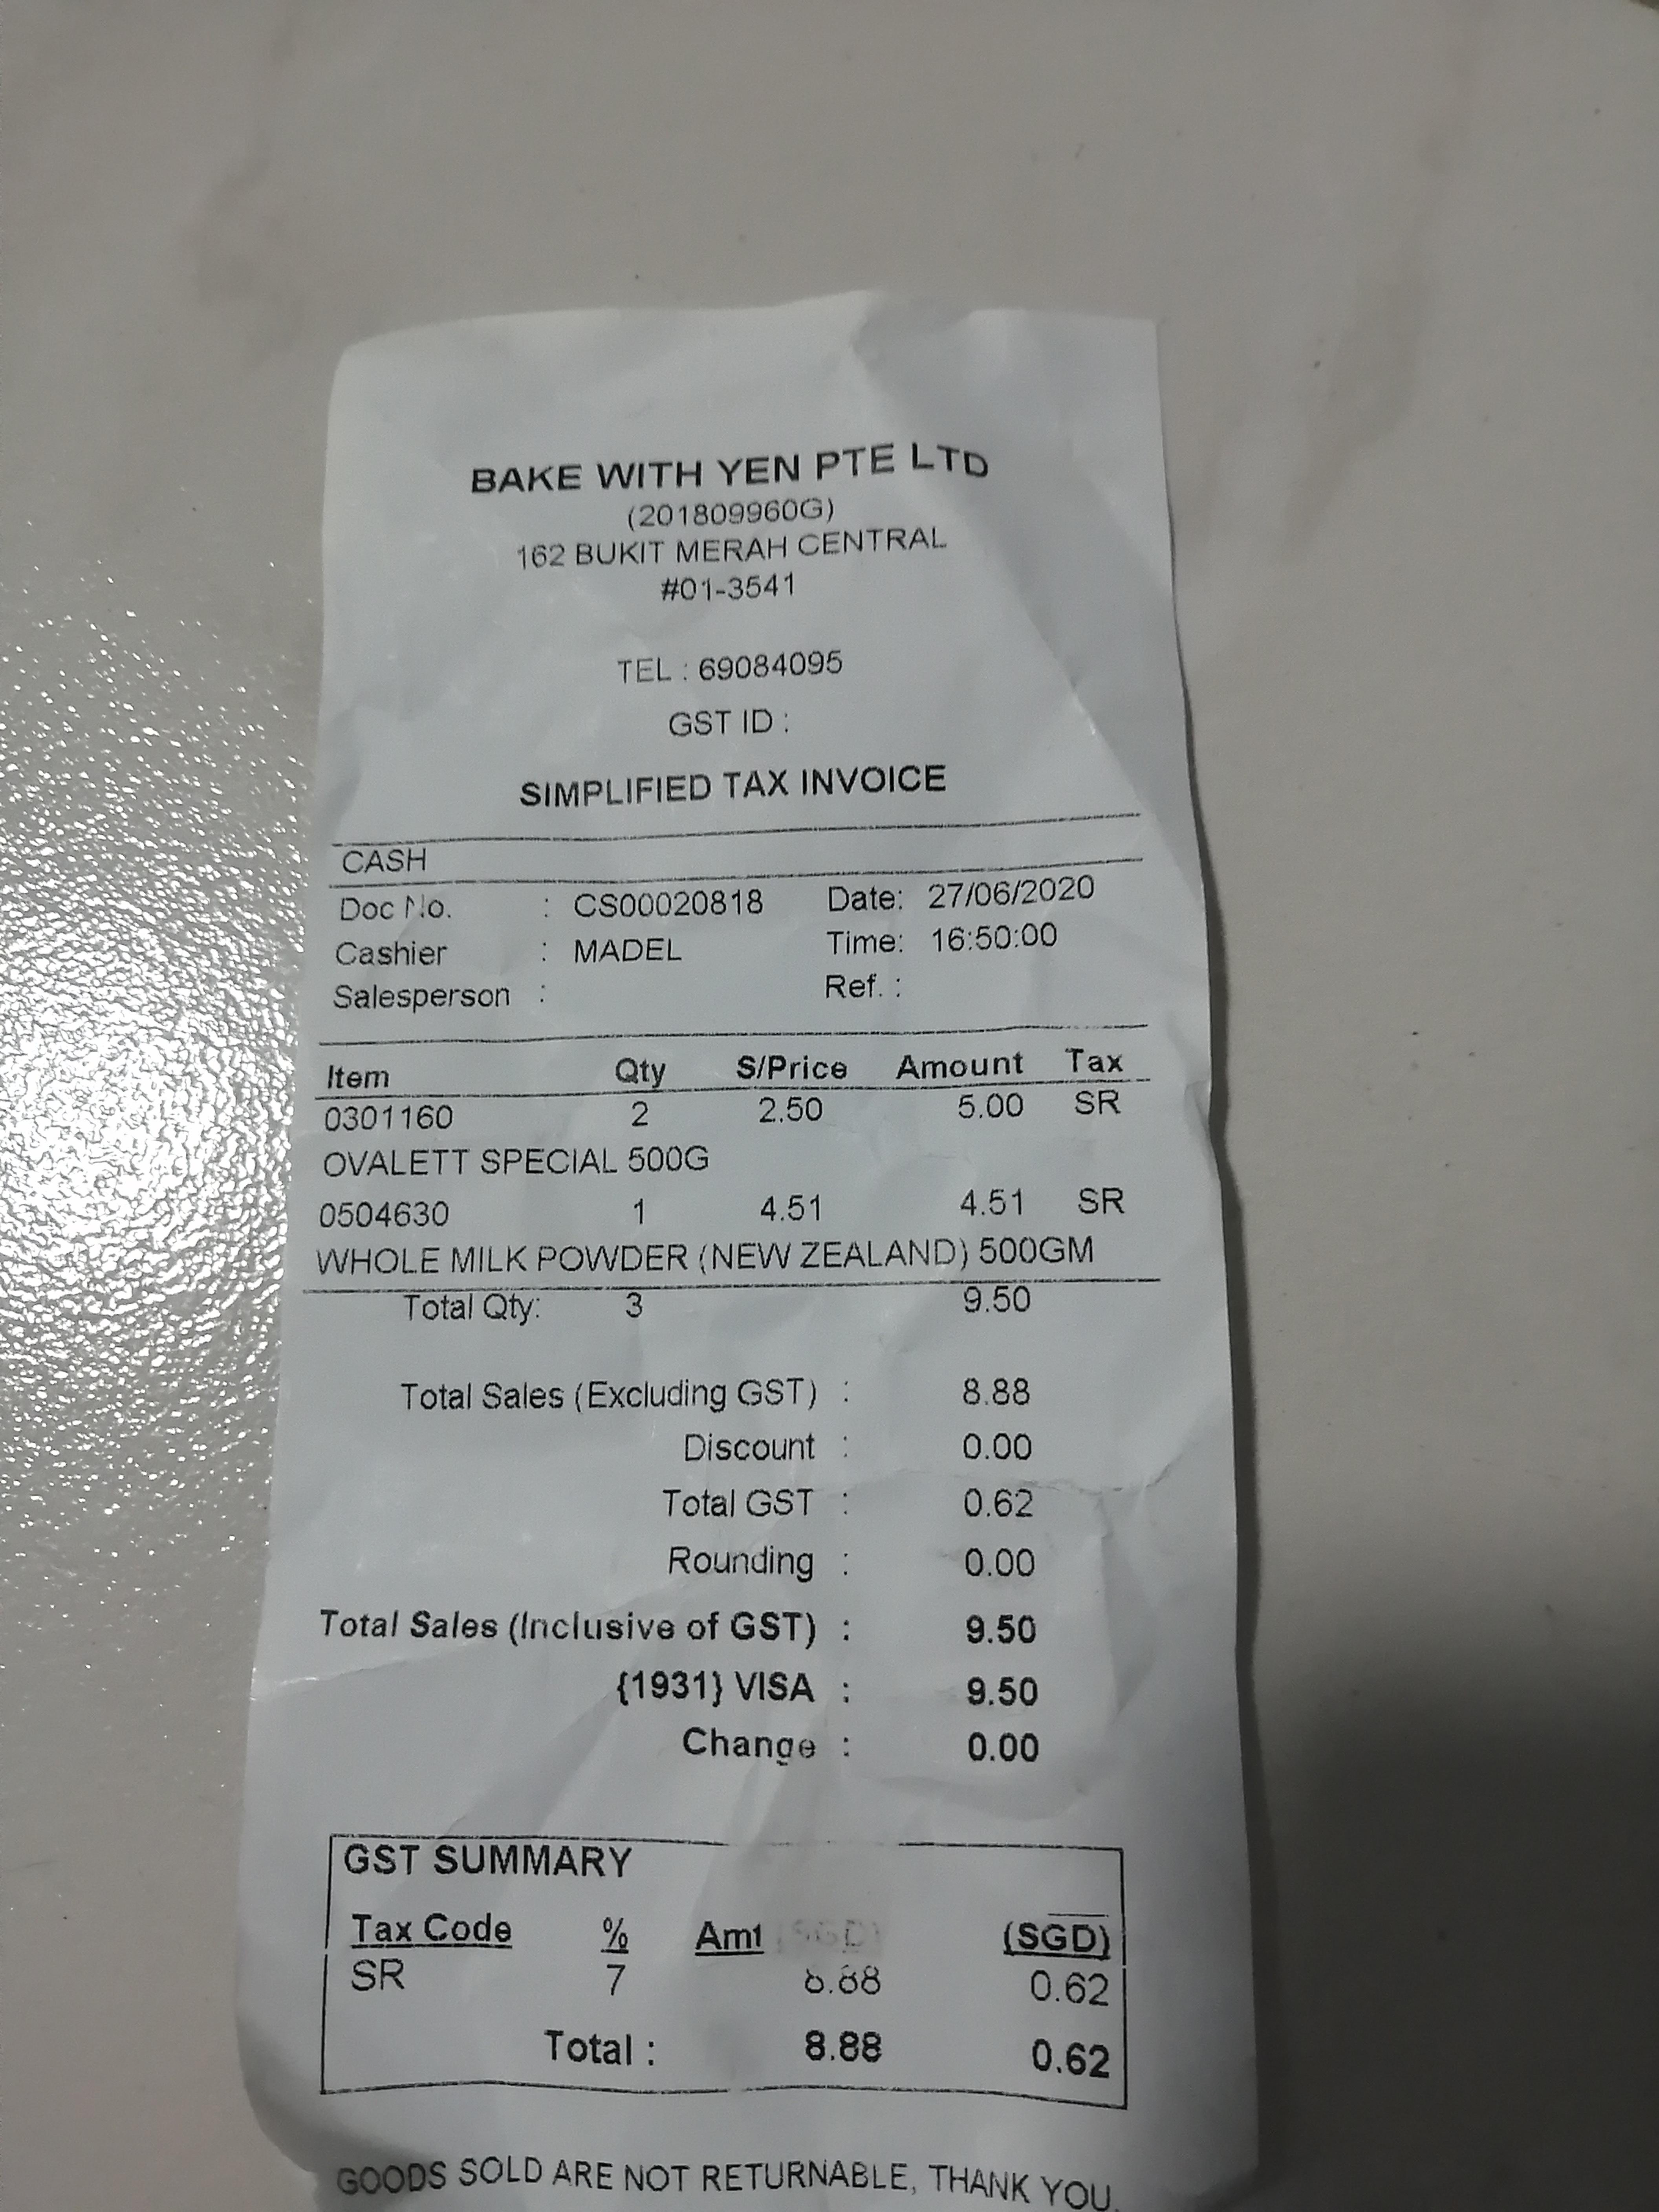 BAKE WITH YEN PTE LTD
(201809960G)
162 BUKIT MERAH CENTRAL
#01-3541
TEL : 69084095
GST ID :
SIMPLIFIED TAX INVOICE
CASH
Doc No. : CS00020818 Date: 27/06/2020
Cashier : MADEL Time: 16:50:00
Salesperson : Ref. :
Item Qty S/Price Amount Tax
0301160 2 2.50 5.00 SR
OVALETT SPECIAL 500G
0504630 1 4.51 4.51 SR
WHOLE MILK POWDER (NEW ZEALAND) 500GM
Total Qty: 3 9.50
Total Sales (Excluding GST) : 8.88
Discount : 0.00
Total GST : 0.62
Rounding : 0.00
Total Sales (Inclusive of GST) : 9.50
{1931} VISA : 9.50
Change : 0.00
GST SUMMARY
Tax Code % Amt (SGD) (SGD)
SR 7 8.88 0.62
Total : 8.88 0.62
GOODS SOLD ARE NOT RETURNABLE, THANK YOU.